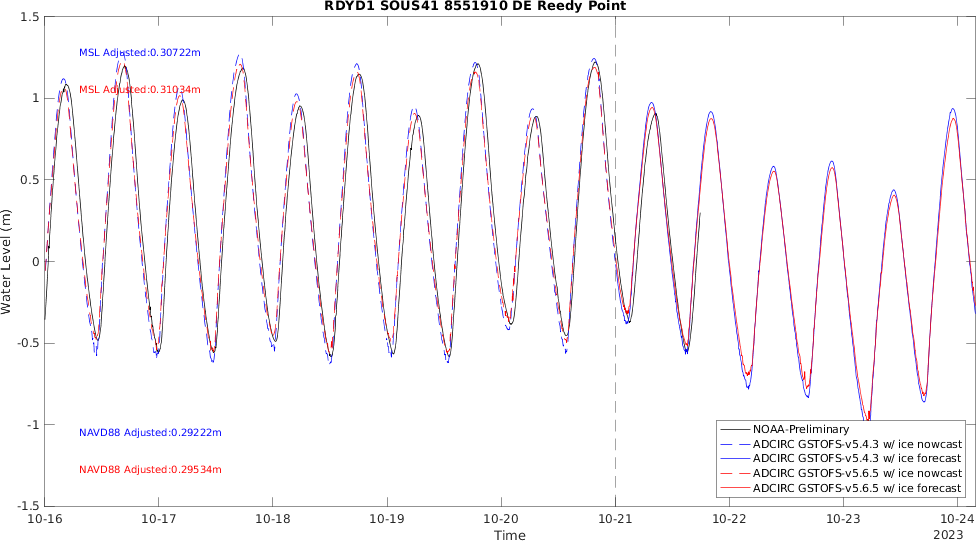 RDYD1 SOUS41 8551910 DE Reedy Point
1.5
1
0.5
0
-0.5
-1
-1.5
Water Level (m)
MSL Adjusted:0.30722m
MSL Adjusted:0.31034m
NAVD88 Adjusted:0.29222m
NAVD88 Adjusted:0.29534m
NOAA-Preliminary
ADCIRC GSTOFS-v5.4.3 w/ ice nowcast
ADCIRC GSTOFS-v5.4.3 w/ ice forecast
ADCIRC GSTOFS-v5.6.5 w/ ice nowcast
ADCIRC GSTOFS-v5.6.5 w/ ice forecast
10-16 10-17 10-18 10-19 10-20 10-21 10-22 10-23 10-24
Time
2023